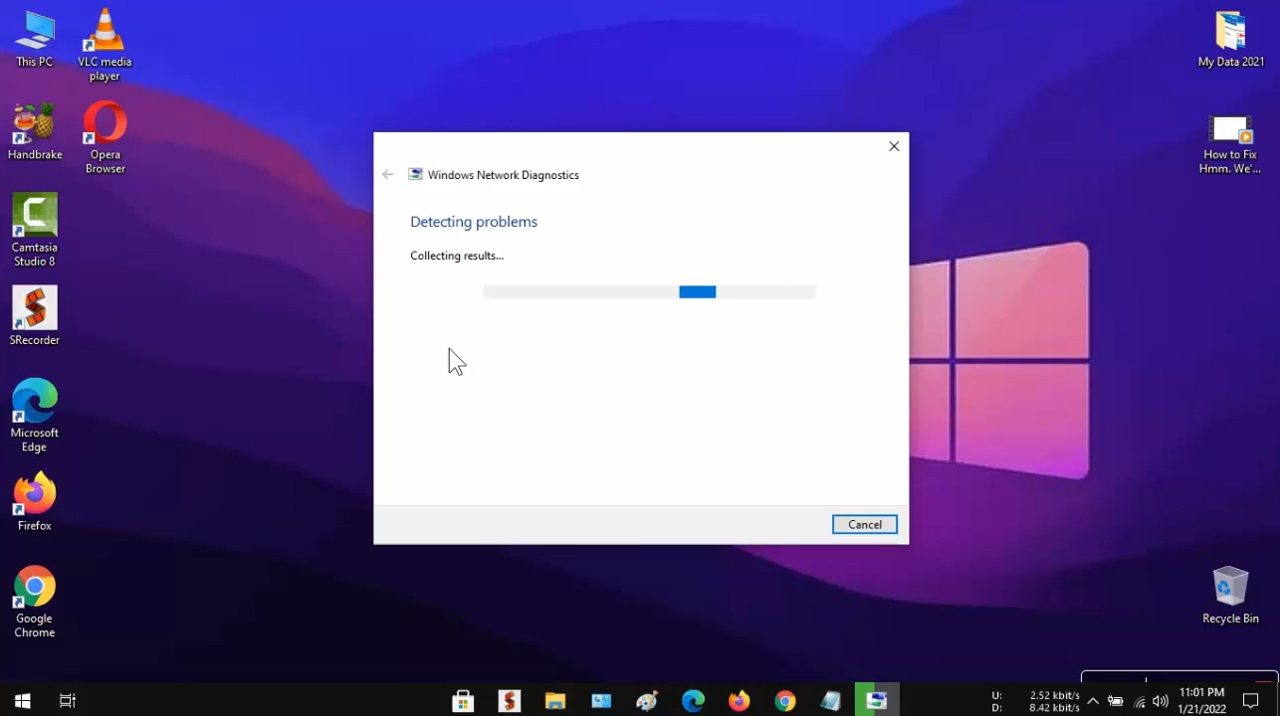 This PC
VLC media
player
My Data 2021
Handbrake
Opera
Browser
How to Fix
Hmm. We'...
Windows Network Diagnostics
Detecting problems
Collecting results...
Camtasia
Studio 8
SRecorder
Microsoft
Edge
Firefox
Cancel
Google
Chrome
Recycle Bin
U: 2.52 kbit/s
D: 8.42 kbit/s
11:01 PM
1/21/2022